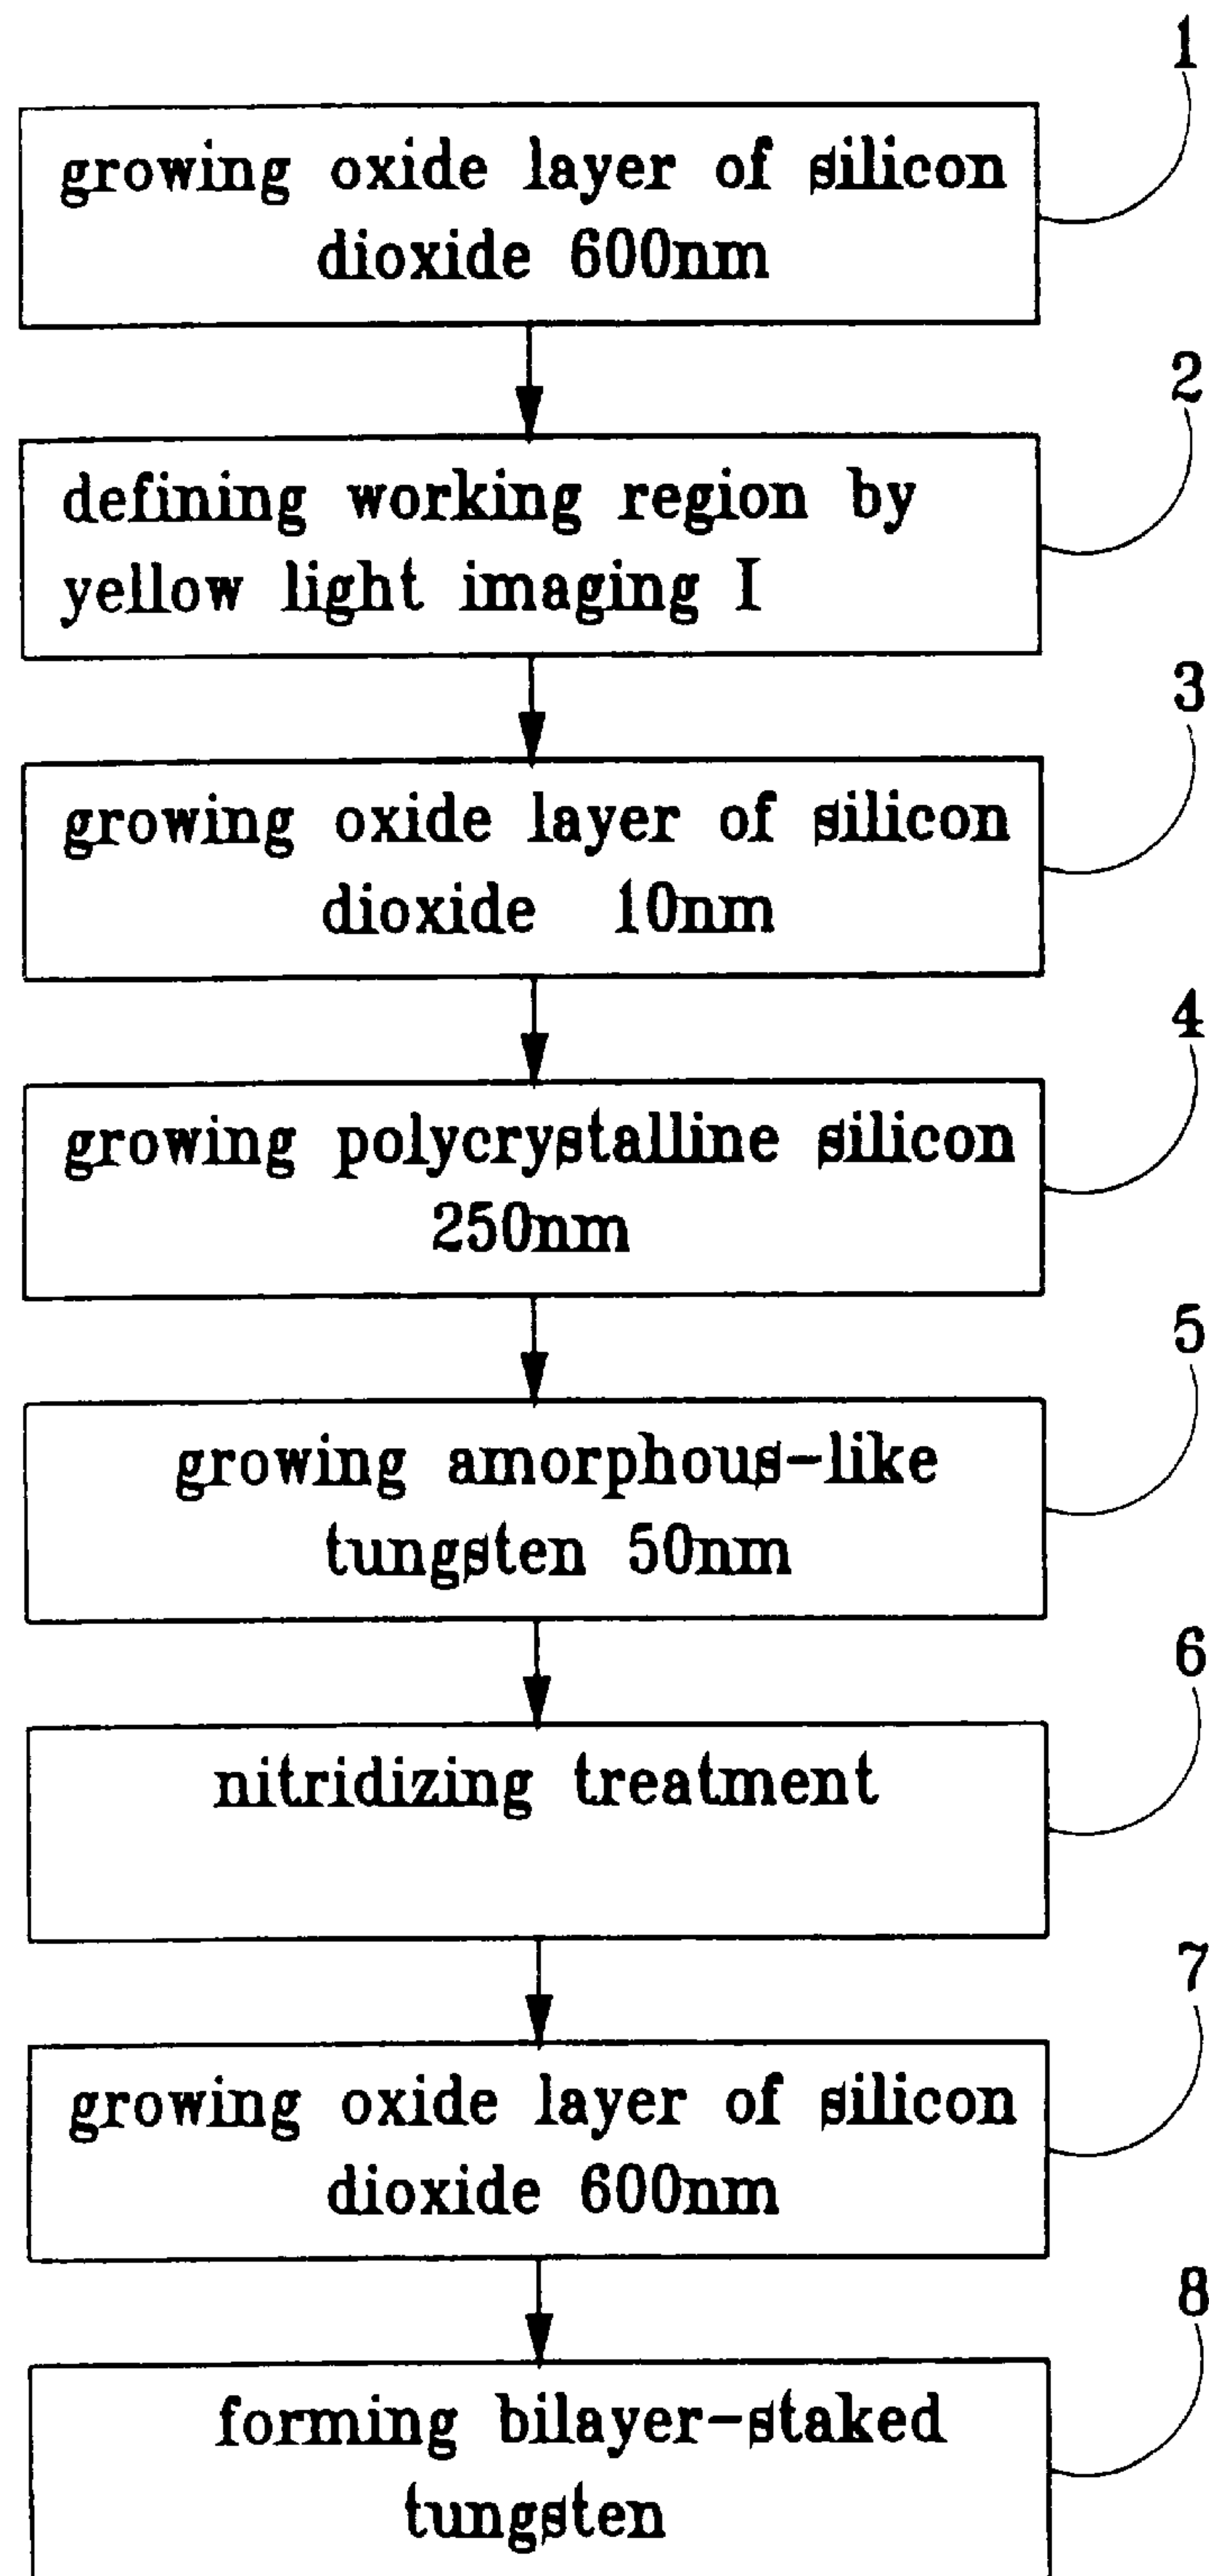 1
growing oxide layer of silicon
dioxide 600nm
2
defining working region by
yellow light imaging I
3
growing oxide layer of silicon
dioxide 10nm
4
growing polycrystalline silicon
250nm
5
growing amorphous-like
tungsten 50nm
6
nitridizing treatment
7
growing oxide layer of silicon
dioxide 600nm
8
forming bilayer-staked
tungsten